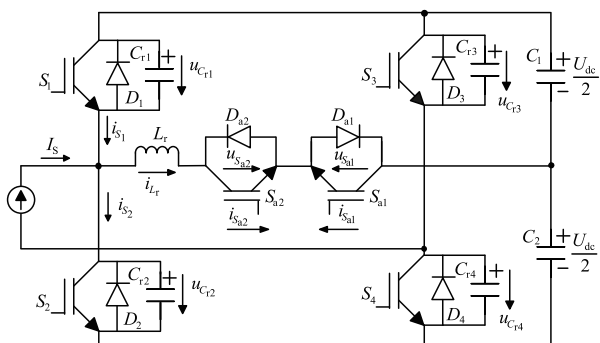 S1 Cr1 + uCr1 D1
S3 Cr3 + uCr3 D3
C1 + Udc/2 −
iS1 Lr Da2 Da1
IS uSa2 uSa1
iLr Sa2 Sa1
iS2 iSa2 iSa1
C2 + Udc/2 −
S2 Cr2 + uCr2 D2
S4 Cr4 + uCr4 D4